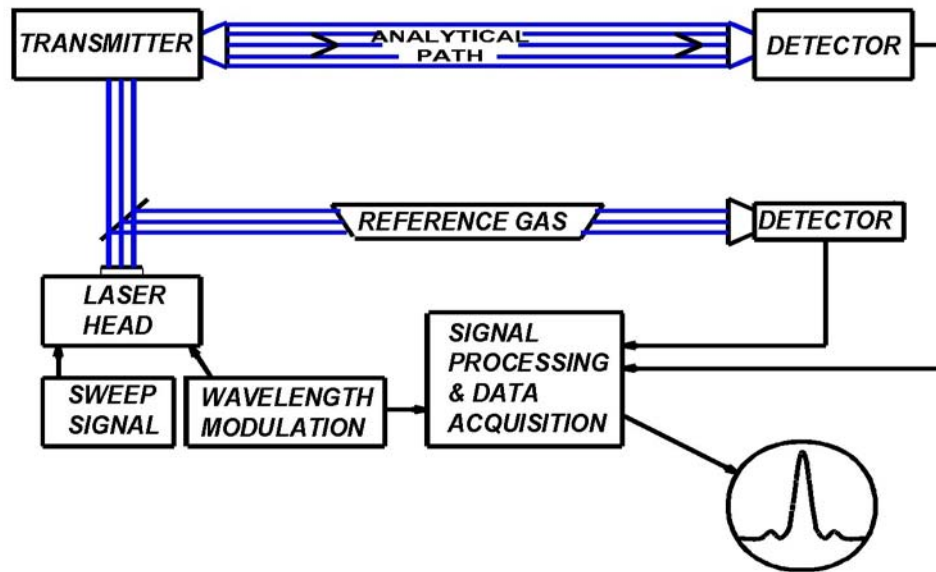 TRANSMITTER
ANALYTICAL
PATH
DETECTOR
REFERENCE GAS
DETECTOR
LASER
HEAD
SIGNAL
PROCESSING
& DATA
ACQUISITION
SWEEP
SIGNAL
WAVELENGTH
MODULATION